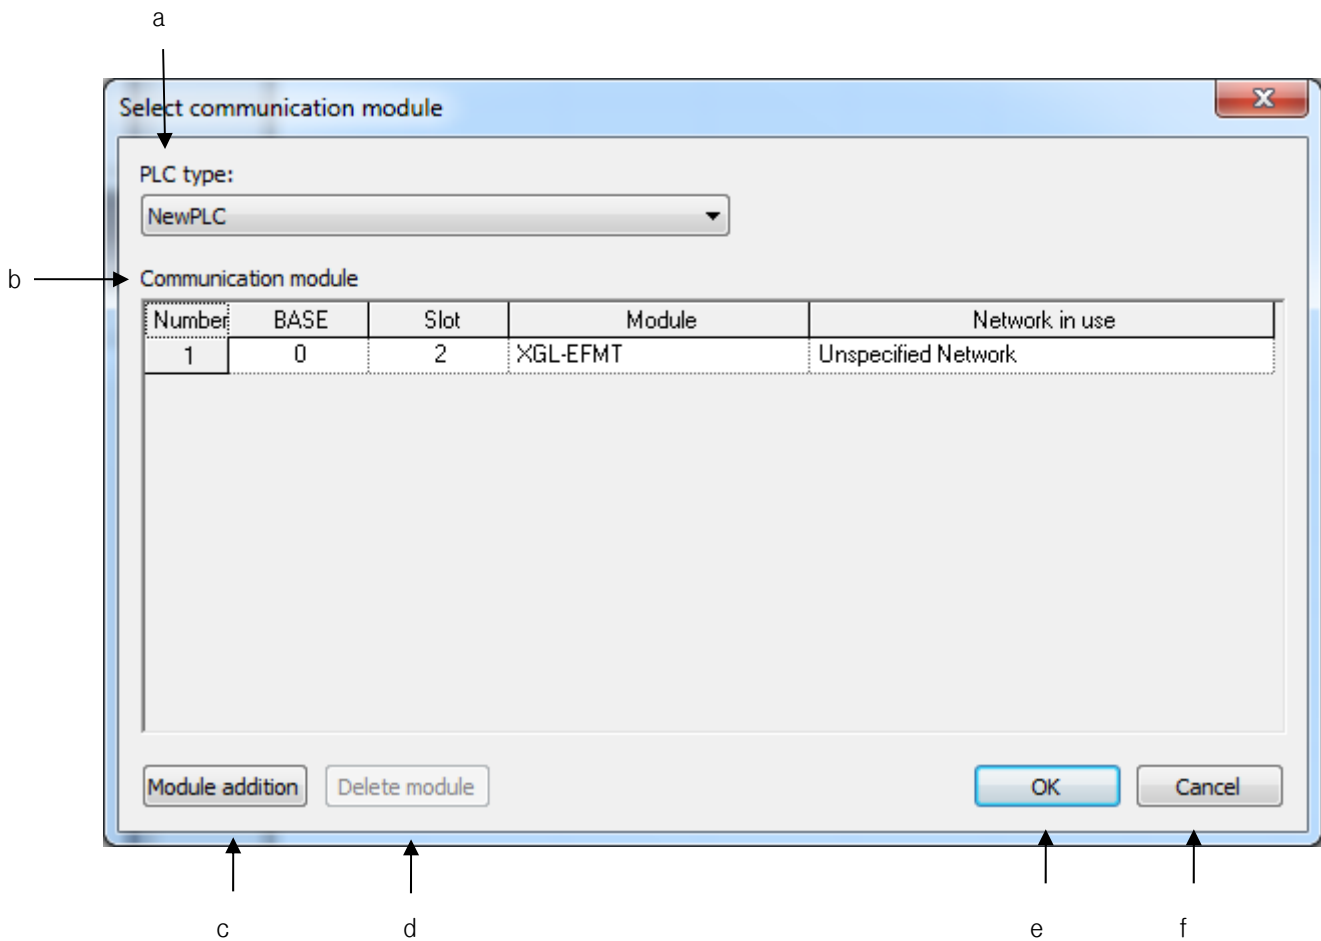 a
Select communication module
PLC type:
NewPLC
b
Communication module
Number BASE Slot Module Network in use
1 0 2 XGL-EFMT Unspecified Network
Module addition Delete module OK Cancel
c d e f